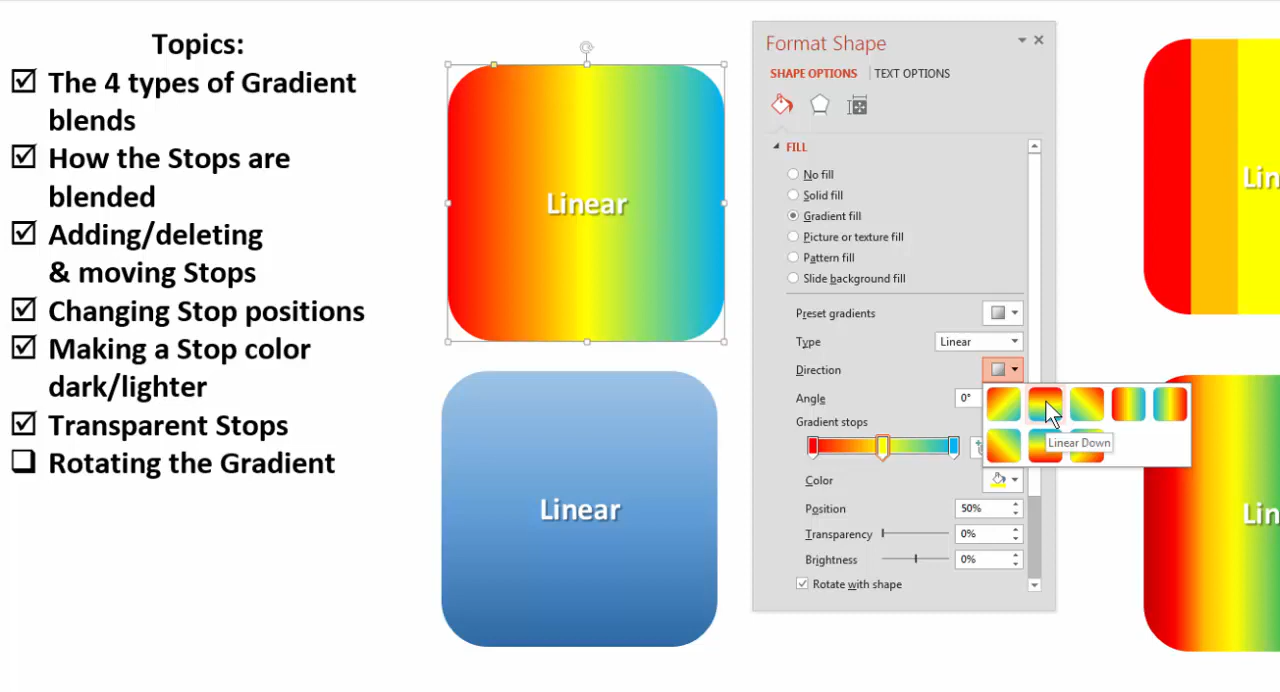 Topics:
The 4 types of Gradient
blends
How the Stops are
blended
Adding/deleting
& moving Stops
Changing Stop positions
Making a Stop color
dark/lighter
Transparent Stops
Rotating the Gradient
Linear
Linear
Format Shape
SHAPE OPTIONS TEXT OPTIONS
FILL
No fill
Solid fill
Gradient fill
Picture or texture fill
Pattern fill
Slide background fill
Preset gradients
Type Linear
Direction
Angle 0°
Gradient stops
Linear Down
Color
Position 50%
Transparency 0%
Brightness 0%
Rotate with shape
Lin
Lin